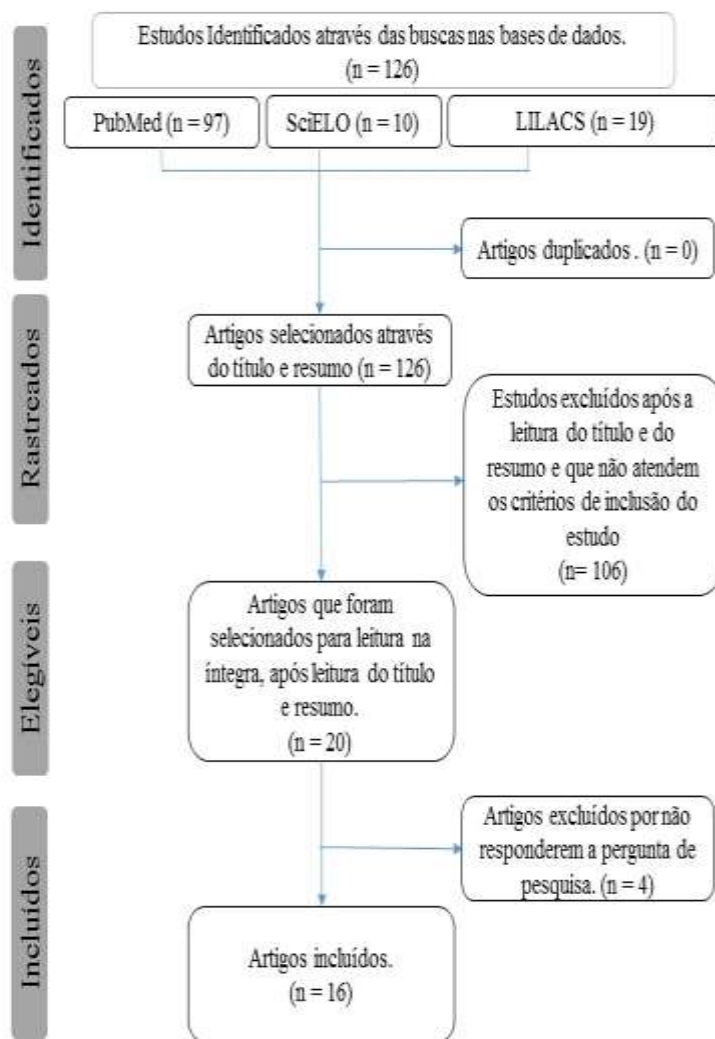 Identificados
Estudos Identificados através das buscas nas bases de dados.
(n = 126)
PubMed (n = 97)
SciELO (n = 10)
LILACS (n = 19)
Artigos duplicados . (n = 0)
Rastreados
Artigos selecionados através
do título e resumo (n = 126)
Estudos excluídos após a
leitura do título e do
resumo e que não atendem
os critérios de inclusão do
estudo
(n= 106)
Elegíveis
Artigos que foram
selecionados para leitura na
íntegra, após leitura do título
e resumo.
(n = 20)
Artigos excluídos por não
responderem a pergunta de
pesquisa. (n = 4)
Incluídos
Artigos incluídos.
(n = 16)